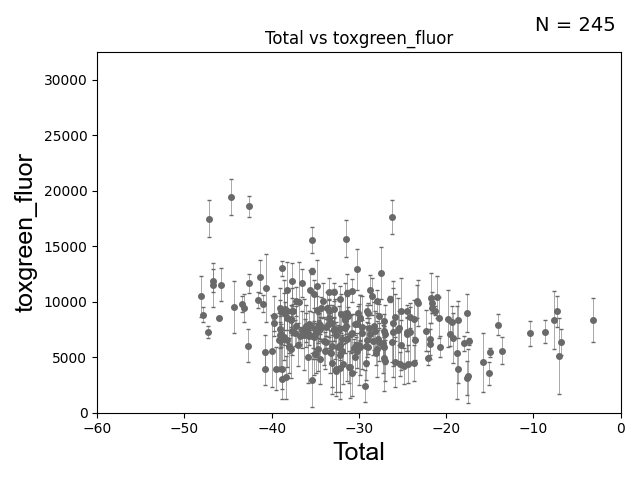 N = 245
Total vs toxgreen_fluor
30000
25000
20000
15000
10000
5000
0
toxgreen_fluor
−60 −50 −40 −30 −20 −10 0
Total